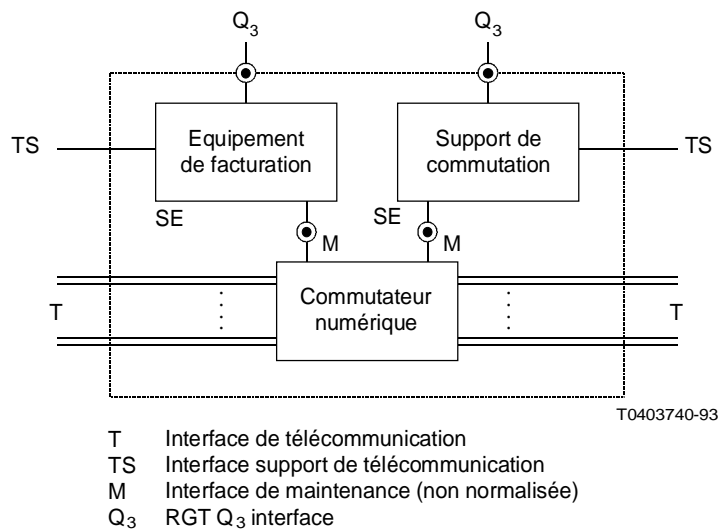 Q3 Q3
TS Equipement de facturation Support de commutation TS
SE SE
M M
T Commutateur numérique T
T0403740-93
T Interface de télécommunication
TS Interface support de télécommunication
M Interface de maintenance (non normalisée)
Q3 RGT Q3 interface